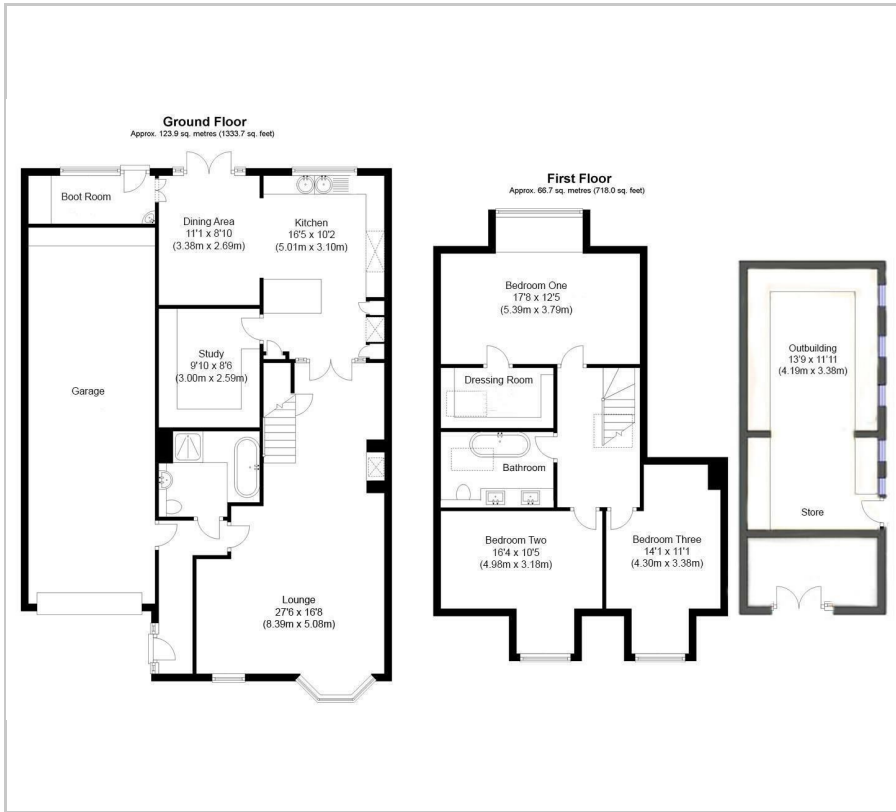 Ground Floor
Approx. 123.9 sq. metres (1333.7 sq. feet)
Boot Room
Dining Area
11'1 x 8'10
(3.38m x 2.69m)
Kitchen
16'5 x 10'2
(5.01m x 3.10m)
Study
9'10 x 8'6
(3.00m x 2.59m)
Garage
Lounge
27'6 x 16'8
(8.39m x 5.08m)
First Floor
Approx. 66.7 sq. metres (718.0 sq. feet)
Bedroom One
17'8 x 12'5
(5.39m x 3.79m)
Dressing Room
Bathroom
Bedroom Two
16'4 x 10'5
(4.98m x 3.18m)
Bedroom Three
14'1 x 11'1
(4.30m x 3.38m)
Outbuilding
13'9 x 11'11
(4.19m x 3.38m)
Store